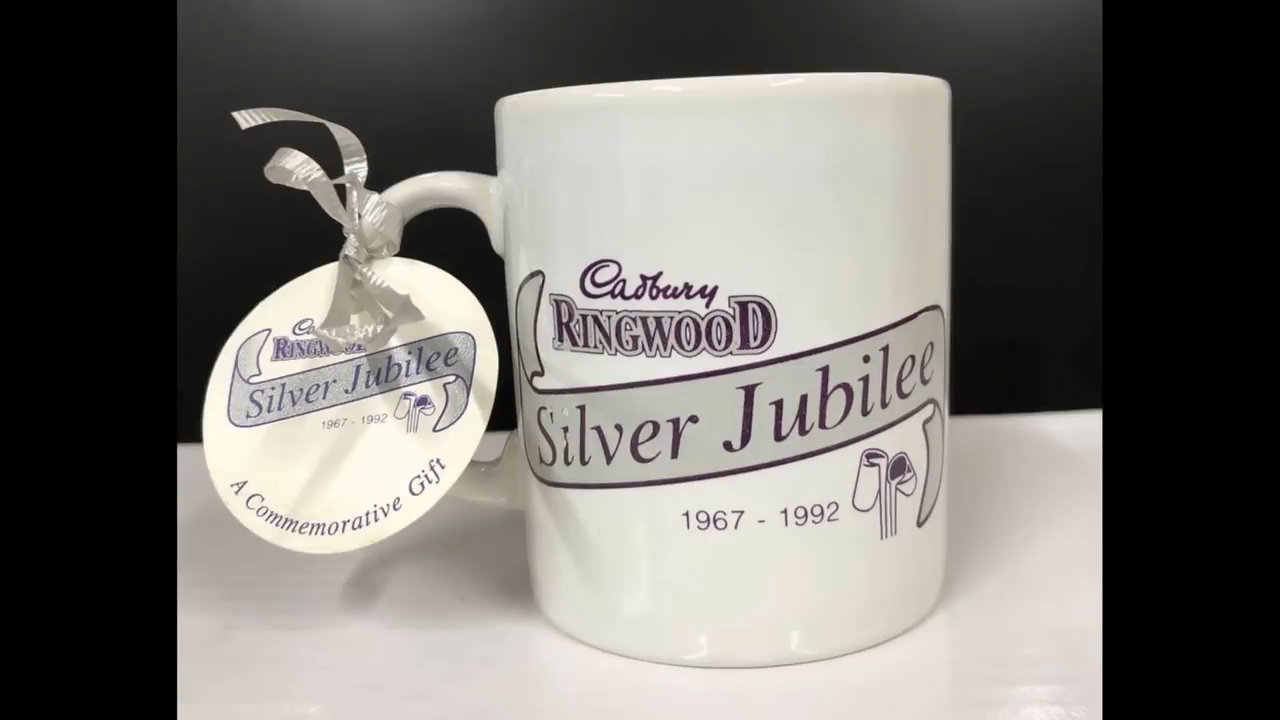 Cadbury
RINGWOOD
Silver Jubilee
1967 - 1992
Silver Jubilee
1967 - 1992
A Commemorative Gift